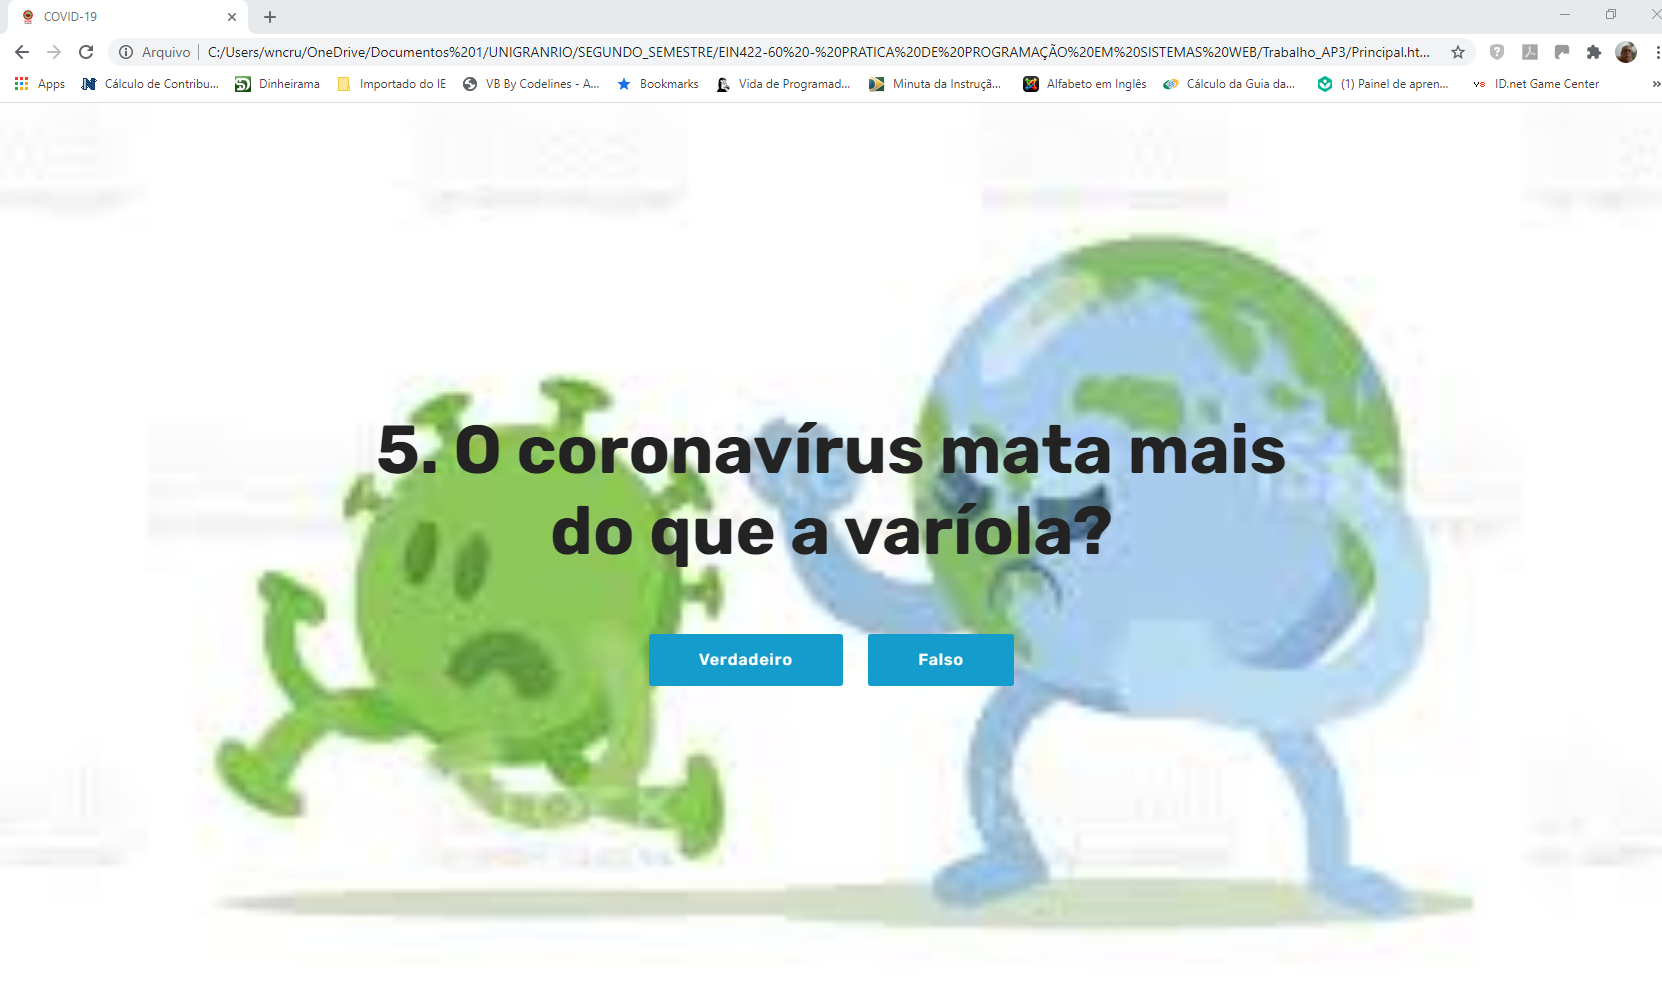 COVID-19
Arquivo
C:/Users/wncru/OneDrive/Documentos%201/UNIGRANRIO/SEGUNDO_SEMESTRE/EIN422-60%20-%20PRATICA%20DE%20PROGRAMAÇÃO%20EM%20SISTEMAS%20WEB/Trabalho_AP3/Principal.ht...
Apps
Cálculo de Contribu...
Dinheirama
Importado do IE
VB By Codelines - A...
Bookmarks
Vida de Programad...
Minuta da Instruçã...
Alfabeto em Inglês
Cálculo da Guia da...
(1) Painel de apren...
ID.net Game Center
5. O coronavírus mata mais
do que a varíola?
Verdadeiro
Falso